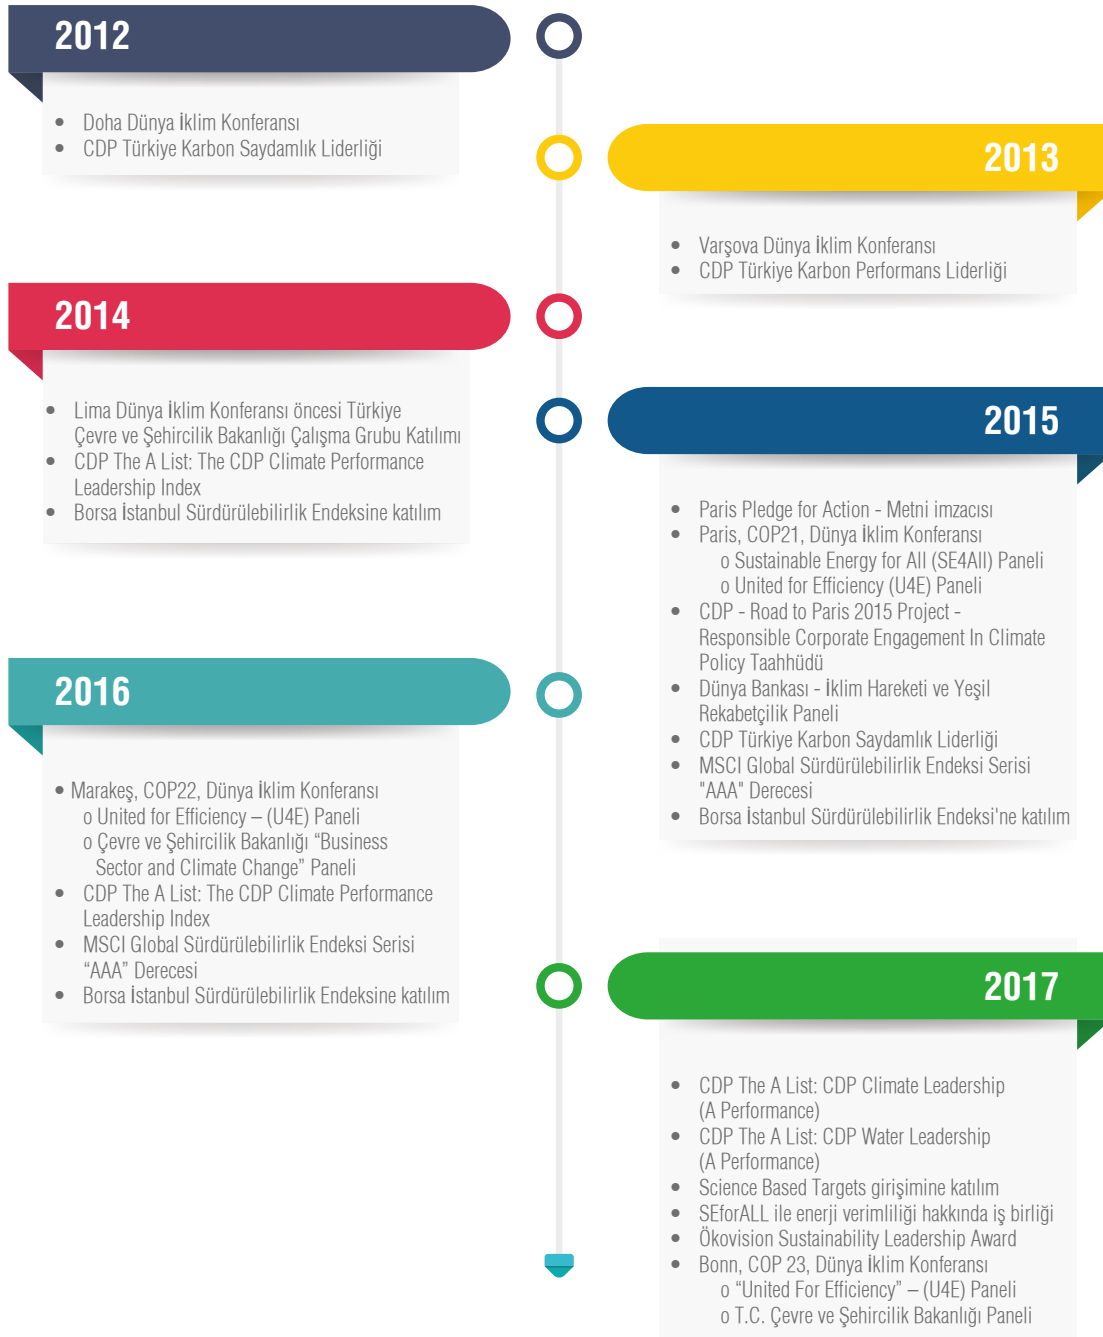 2012
• Doha Dünya İklim Konferansı
• CDP Türkiye Karbon Saydamlık Liderliği
2013
• Varşova Dünya İklim Konferansı
• CDP Türkiye Karbon Performans Liderliği
2014
• Lima Dünya İklim Konferansı öncesi Türkiye
Çevre ve Şehircilik Bakanlığı Çalışma Grubu Katılımı
• CDP The A List: The CDP Climate Performance
Leadership Index
• Borsa İstanbul Sürdürülebilirlik Endeksine katılım
2015
• Paris Pledge for Action - Metni imzacısı
• Paris, COP21, Dünya İklim Konferansı
o Sustainable Energy for All (SE4All) Paneli
o United for Efficiency (U4E) Paneli
• CDP - Road to Paris 2015 Project -
Responsible Corporate Engagement In Climate
Policy Taahhüdü
• Dünya Bankası - İklim Hareketi ve Yeşil
Rekabetçilik Paneli
• CDP Türkiye Karbon Saydamlık Liderliği
• MSCI Global Sürdürülebilirlik Endeksi Serisi
"AAA" Derecesi
• Borsa İstanbul Sürdürülebilirlik Endeksi'ne katılım
2016
• Marakeş, COP22, Dünya İklim Konferansı
o United for Efficiency – (U4E) Paneli
o Çevre ve Şehircilik Bakanlığı “Business
Sector and Climate Change” Paneli
• CDP The A List: The CDP Climate Performance
Leadership Index
• MSCI Global Sürdürülebilirlik Endeksi Serisi
“AAA” Derecesi
• Borsa İstanbul Sürdürülebilirlik Endeksine katılım
2017
• CDP The A List: CDP Climate Leadership
(A Performance)
• CDP The A List: CDP Water Leadership
(A Performance)
• Science Based Targets girişimine katılım
• SEforALL ile enerji verimliliği hakkında iş birliği
• Ökovision Sustainability Leadership Award
• Bonn, COP 23, Dünya İklim Konferansı
o “United For Efficiency” – (U4E) Paneli
o T.C. Çevre ve Şehircilik Bakanlığı Paneli